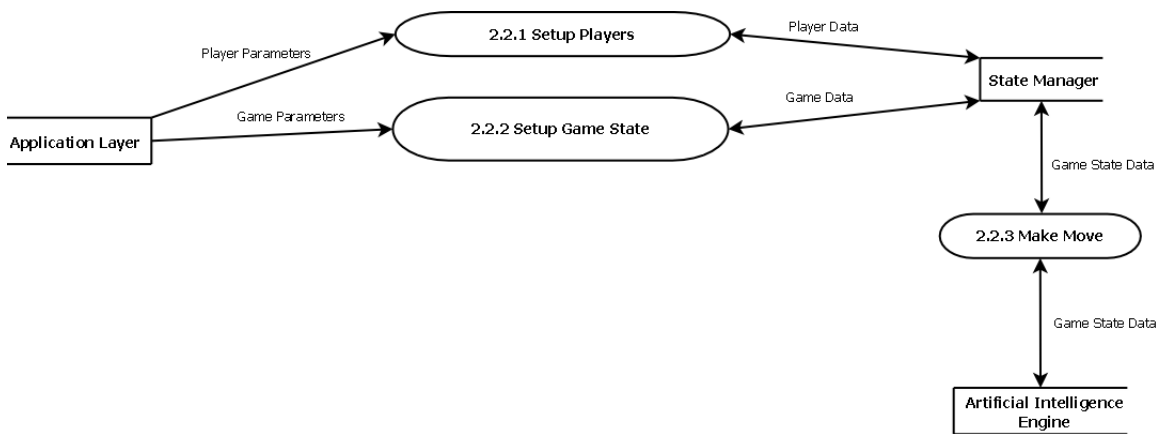 2.2.1 Setup Players
Player Data
Player Parameters
State Manager
Game Data
Game Parameters
2.2.2 Setup Game State
Application Layer
Game State Data
2.2.3 Make Move
Game State Data
Artificial Intelligence
Engine